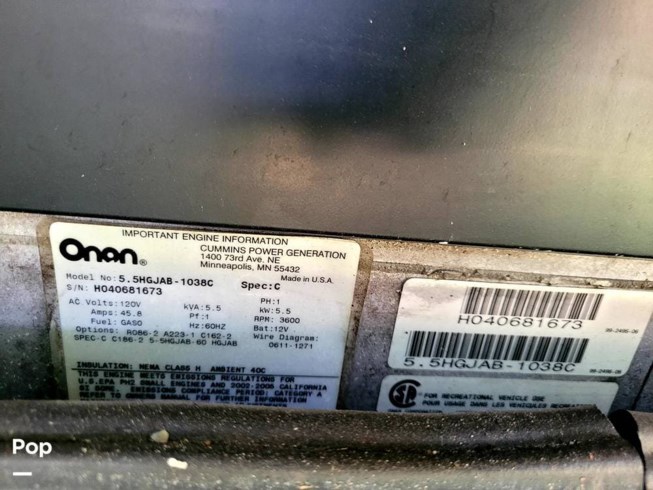 IMPORTANT ENGINE INFORMATION
Onan®
CUMMINS POWER GENERATION
1400 73rd Ave. NE
Minneapolis, MN 55432
Made in U.S.A.
Model No: 5.5HGJAB-1038C Spec:C
S/N: H040681673
AC Volts: 120V kVA: 5.5 PH: 1
Amps: 45.8 Pf: 1 kW: 5.5
Fuel: GASO Hz: 60HZ RPM: 3600
Bat: 12V
Options: R086-2 A223-1 C162-2 Wire Diagram:
SPEC-C C186-2 5-5HGJAB-60 HGJAB 0611-1271
INSULATION: NEMA CLASS H AMBIENT 40C
THIS ENGINE MEETS REGULATIONS FOR
U.S.EPA PH2 SMALL ENGINES AND 2002-2006 CALIFORNIA
PERIOD: CATEGORY A
REFER TO FOR FURTHER INFORMATION
H040681673
5.5HGJAB-1038C
FOR RECREATIONAL VEHICLE USE
POUR USAGE DANS LES VEHICULES
Pop